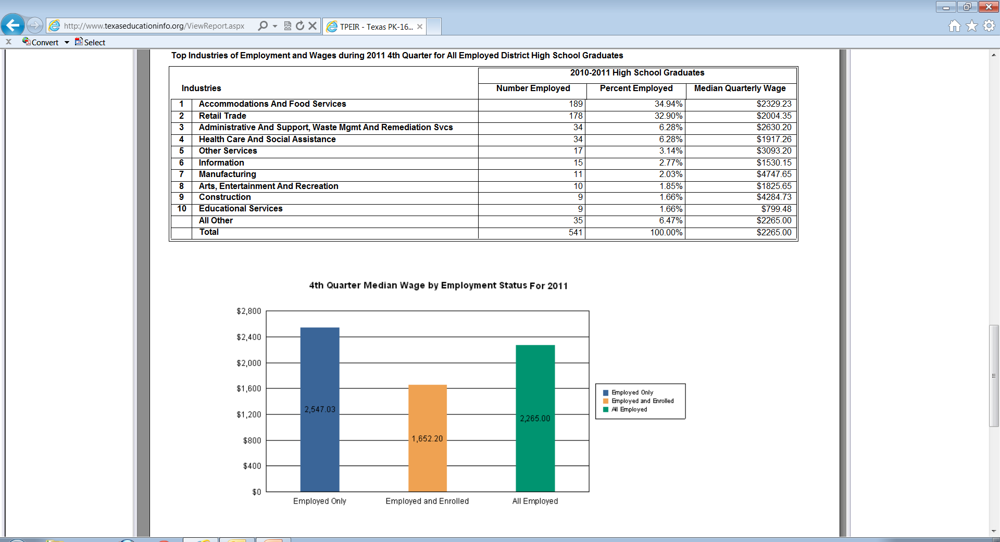 http://www.texaseducationinfo.org/ViewReport.aspx
TPEIR - Texas PK-16...
x Convert Select
Top Industries of Employment and Wages during 2011 4th Quarter for All Employed District High School Graduates
2010-2011 High School Graduates
Industries Number Employed Percent Employed Median Quarterly Wage
1 Accommodations And Food Services 189 34.94% $2329.23
2 Retail Trade 178 32.90% $2004.35
3 Administrative And Support, Waste Mgmt And Remediation Svcs 34 6.28% $2630.20
4 Health Care And Social Assistance 34 6.28% $1917.26
5 Other Services 17 3.14% $3093.20
6 Information 15 2.77% $1530.15
7 Manufacturing 11 2.03% $4747.65
8 Arts, Entertainment And Recreation 10 1.85% $1825.65
9 Construction 9 1.66% $4284.73
10 Educational Services 9 1.66% $799.48
All Other 35 6.47% $2265.00
Total 541 100.00% $2265.00
4th Quarter Median Wage by Employment Status For 2011
$2,800
$2,400
$2,000
$1,600
$1,200
$800
$400
$0
2,547.03
1,652.20
2,265.00
Employed Only
Employed and Enrolled
All Employed
Employed Only
Employed and Enrolled
All Employed